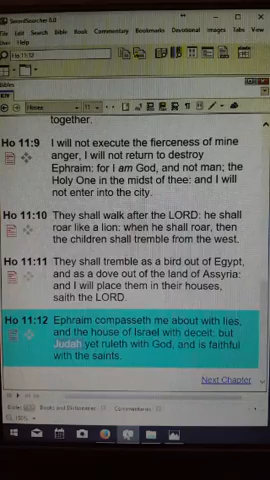 SwordSearcher 8.0
File Edit Search Bible Book Commentary Bookmarks Devotional Images Tabs View
Ho 11:12
Bibles
KJV
Hosea 11
together.
Ho 11:9 I will not execute the fierceness of mine
anger, I will not return to destroy
Ephraim: for I am God, and not man; the
Holy One in the midst of thee: and I will
not enter into the city.
Ho 11:10 They shall walk after the LORD: he shall
roar like a lion: when he shall roar, then
the children shall tremble from the west.
Ho 11:11 They shall tremble as a bird out of Egypt,
and as a dove out of the land of Assyria:
and I will place them in their houses,
saith the LORD.
Ho 11:12 Ephraim compasseth me about with lies,
and the house of Israel with deceit: but
Judah yet ruleth with God, and is faithful
with the saints.
Next Chapter
Books and Dictionaries Commentaries